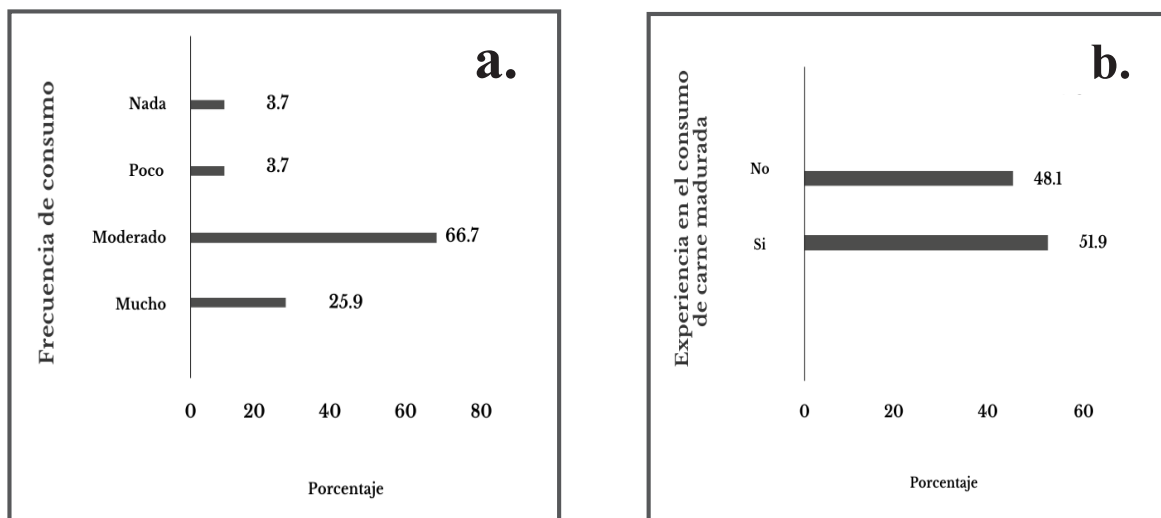 a.
Frecuencia de consumo
Nada 3.7
Poco 3.7
Moderado 66.7
Mucho 25.9
0 20 40 60 80
Porcentaje
b.
Experiencia en el consumo
de carne madurada
No 48.1
Si 51.9
0 20 40 60
Porcentaje